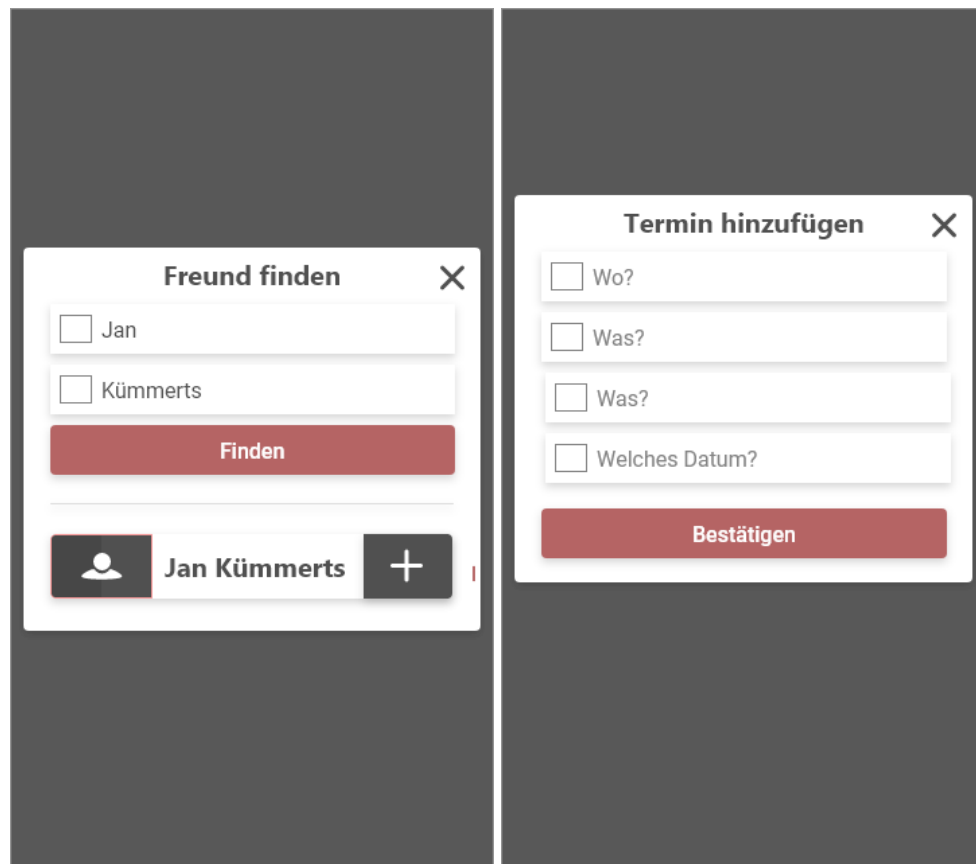 Freund finden
Jan
Kümmerts
Finden
Jan Kümmerts
Termin hinzufügen
Wo?
Was?
Was?
Welches Datum?
Bestätigen